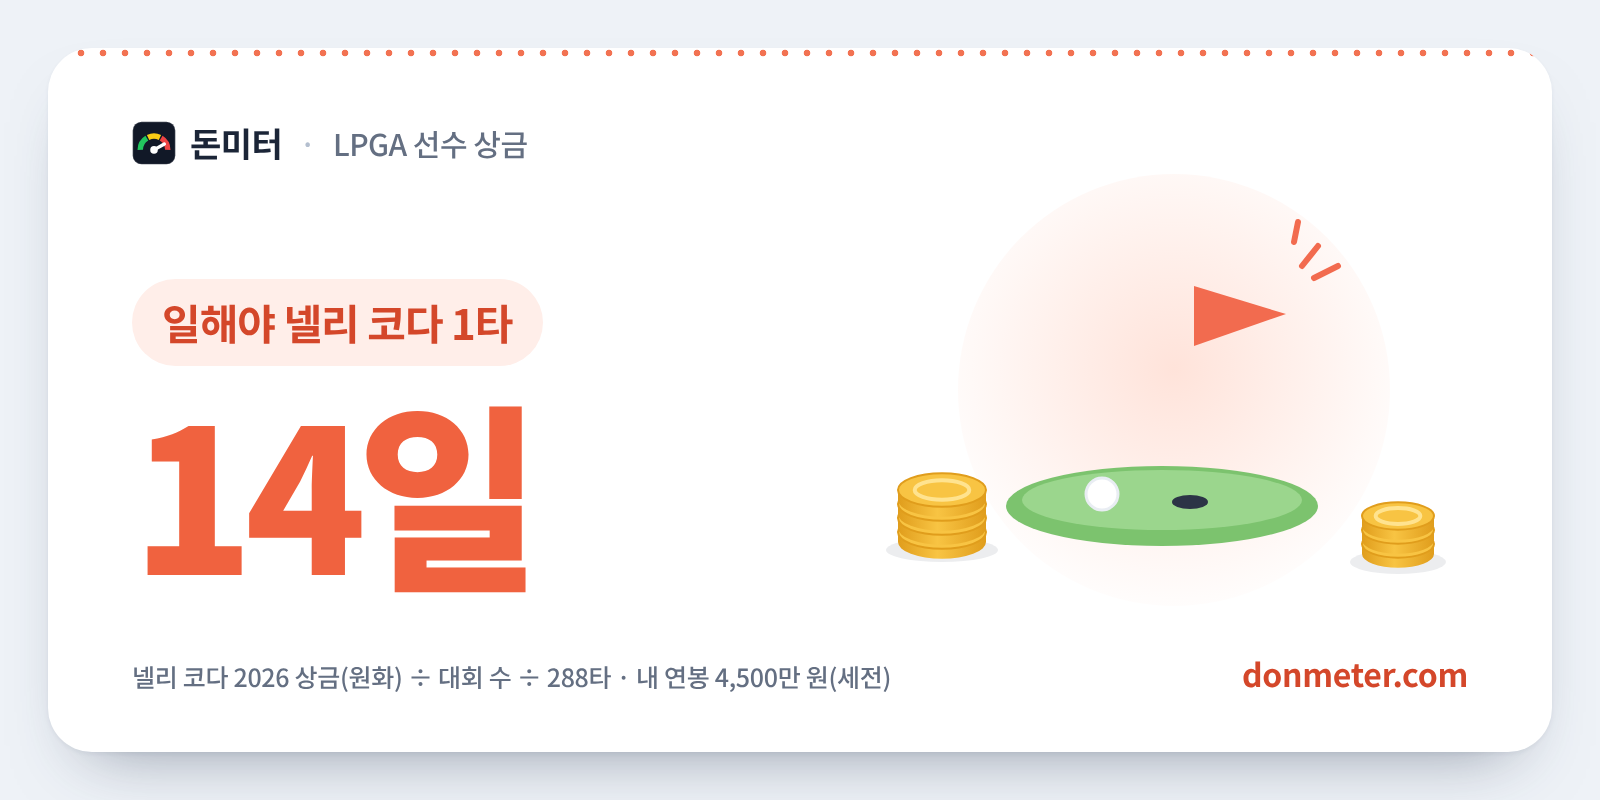 돈미터 · LPGA 선수 상금
일해야 넬리 코다 1타
14일
넬리 코다 2026 상금(원화) ÷ 대회 수 ÷ 288타 · 내 연봉 4,500만 원(세전)
donmeter.com